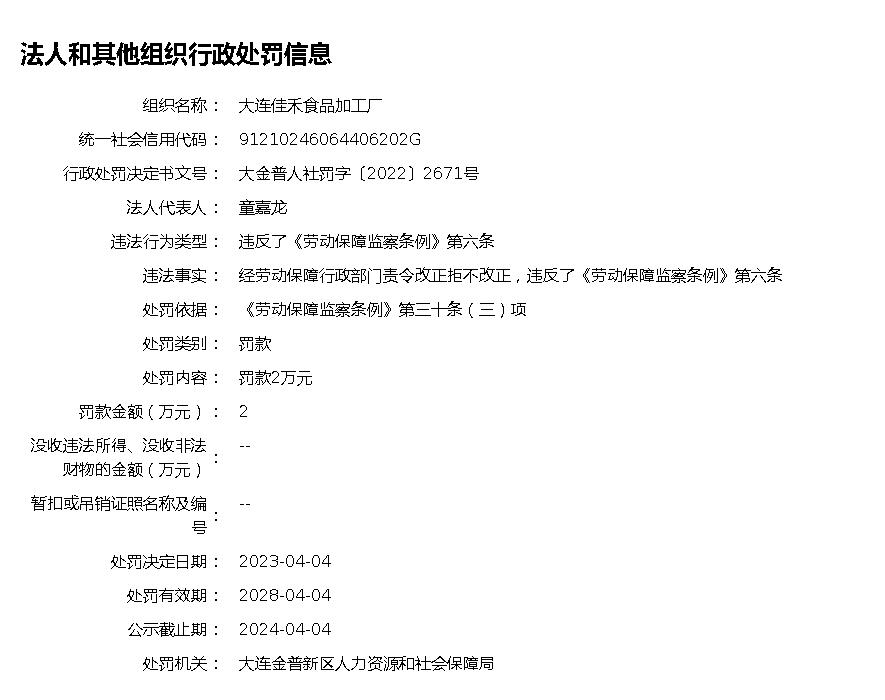 法人和其他组织行政处罚信息
组织名称： 大连佳禾食品加工厂
统一社会信用代码： 91210246064406202G
行政处罚决定书文号： 大金普人社罚字〔2022〕2671号
法人代表人： 童嘉龙
违法行为类型： 违反了《劳动保障监察条例》第六条
违法事实： 经劳动保障行政部门责令改正拒不改正，违反了《劳动保障监察条例》第六条
处罚依据： 《劳动保障监察条例》第三十条（三）项
处罚类别： 罚款
处罚内容： 罚款2万元
罚款金额（万元）： 2
没收违法所得、没收非法
财物的金额（万元）： --
暂扣或吊销证照名称及编
号： --
处罚决定日期： 2023-04-04
处罚有效期： 2028-04-04
公示截止期： 2024-04-04
处罚机关： 大连金普新区人力资源和社会保障局